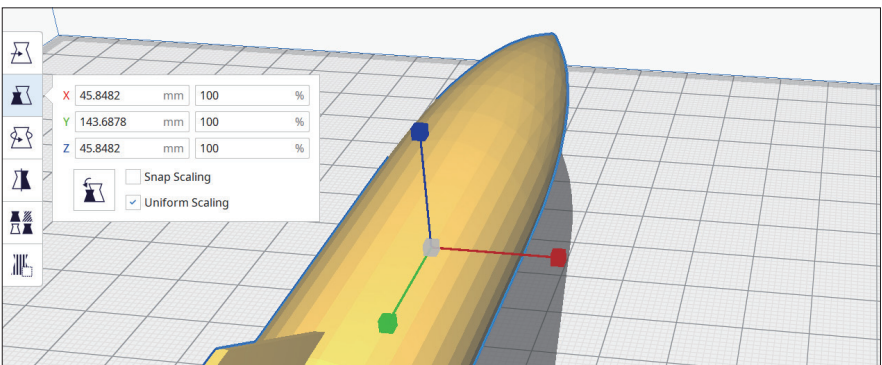 X 45.8482 mm 100 %
Y 143.6878 mm 100 %
Z 45.8482 mm 100 %
Snap Scaling
Uniform Scaling